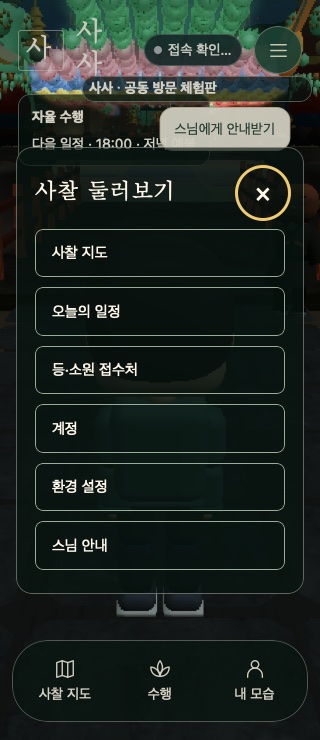 사
사
사
접속 확인...
사사 · 공동 방문 체험판
자율 수행
스님에게 안내받기
다음 일정 · 18:00 · 저녁
사찰 둘러보기
사찰 지도
오늘의 일정
등·소원 접수처
계정
환경 설정
스님 안내
사찰 지도
수행
내 모습